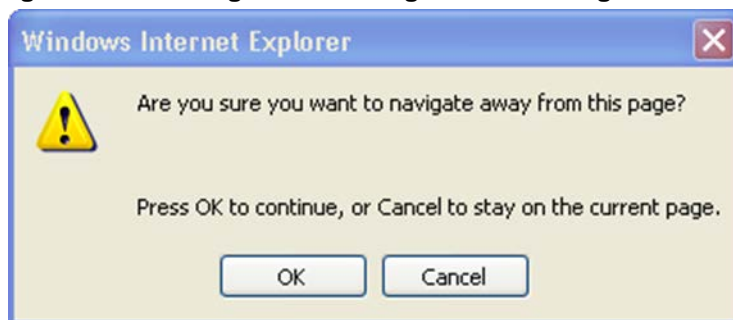 Windows Internet Explorer
Are you sure you want to navigate away from this page?
Press OK to continue, or Cancel to stay on the current page.
OK Cancel